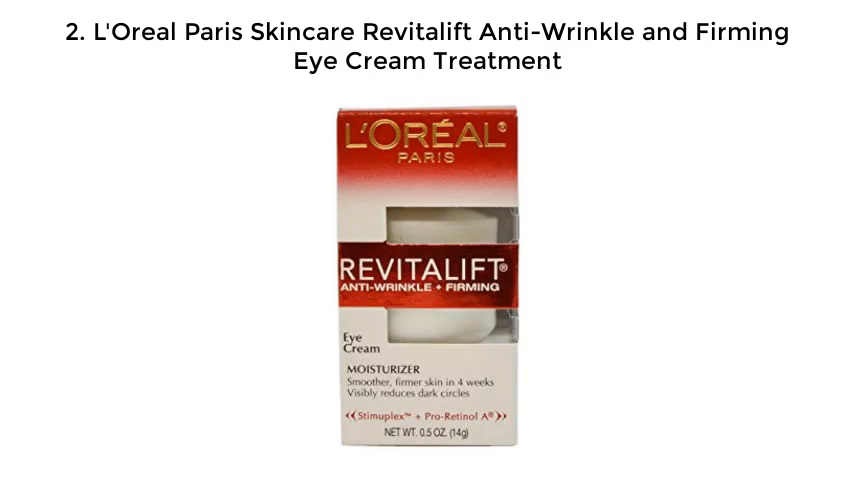 2. L'Oreal Paris Skincare Revitalift Anti-Wrinkle and Firming
Eye Cream Treatment
L'ORÉAL®
PARIS
REVITALIFT®
ANTI-WRINKLE + FIRMING
Eye
Cream
MOISTURIZER
Smoother, firmer skin in 4 weeks
Visibly reduces dark circles
Stimuplex™ + Pro-Retinol A®
NET WT. 0.5 OZ. (14g)